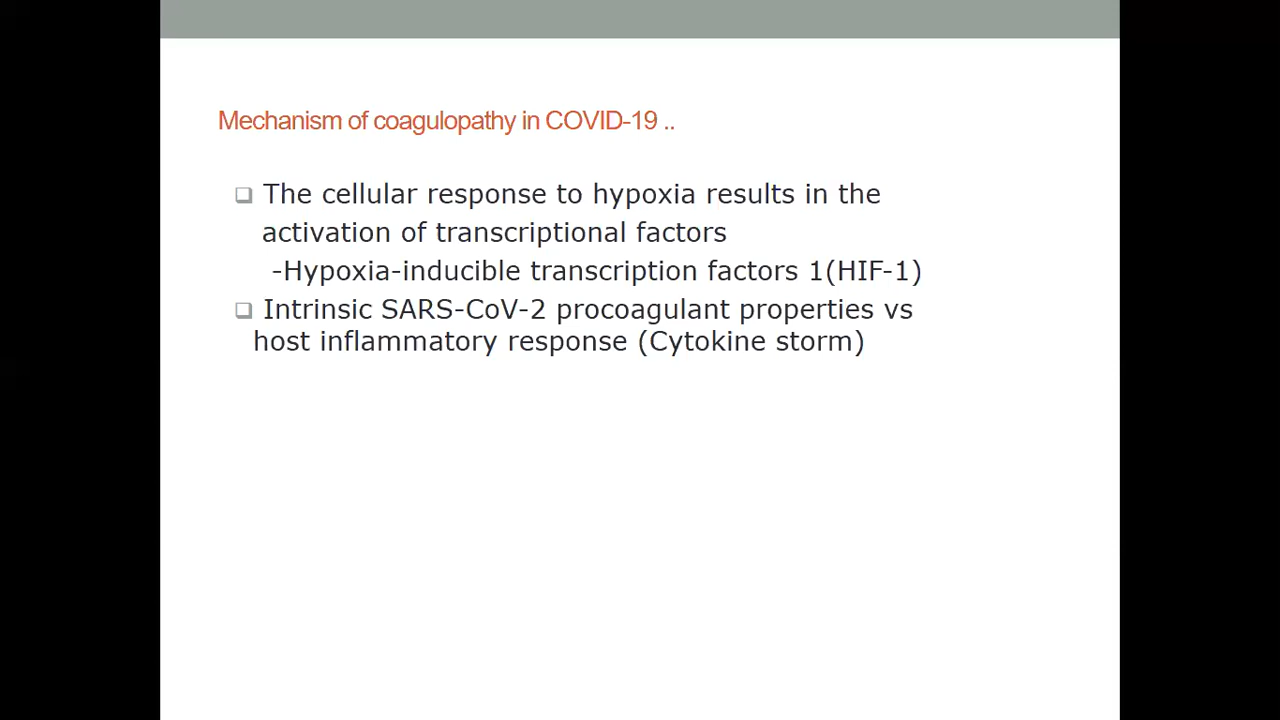 Mechanism of coagulopathy in COVID-19 ..
❑ The cellular response to hypoxia results in the
activation of transcriptional factors
-Hypoxia-inducible transcription factors 1(HIF-1)
❑ Intrinsic SARS-CoV-2 procoagulant properties vs
host inflammatory response (Cytokine storm)